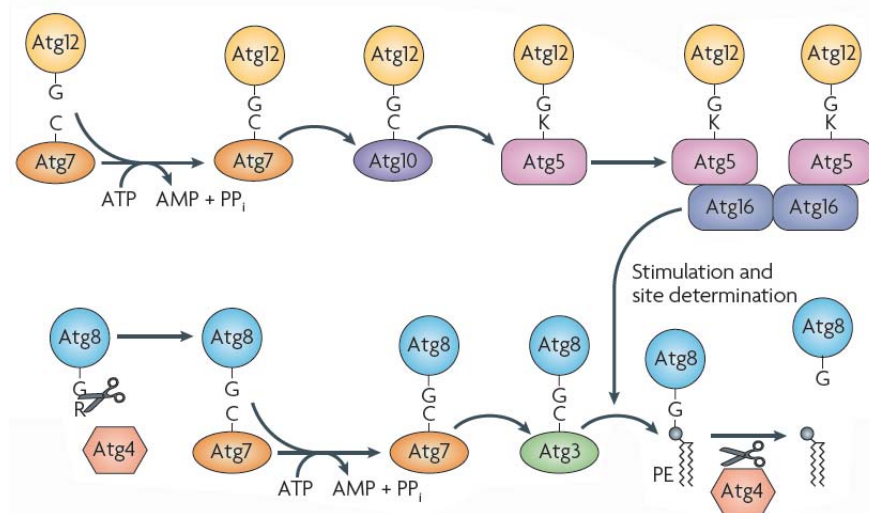 Atg12 Atg12 Atg12 Atg12 Atg12 Atg12
G G G G G G
C C C K K K
Atg7 Atg7 Atg10 Atg5 Atg5 Atg5
ATP AMP + PPi
Atg16 Atg16
Stimulation and
site determination
Atg8 Atg8 Atg8 Atg8 Atg8 Atg8
G G G G G G
R C C C
Atg4 Atg7 Atg7 Atg3
ATP AMP + PPi
PE
Atg4